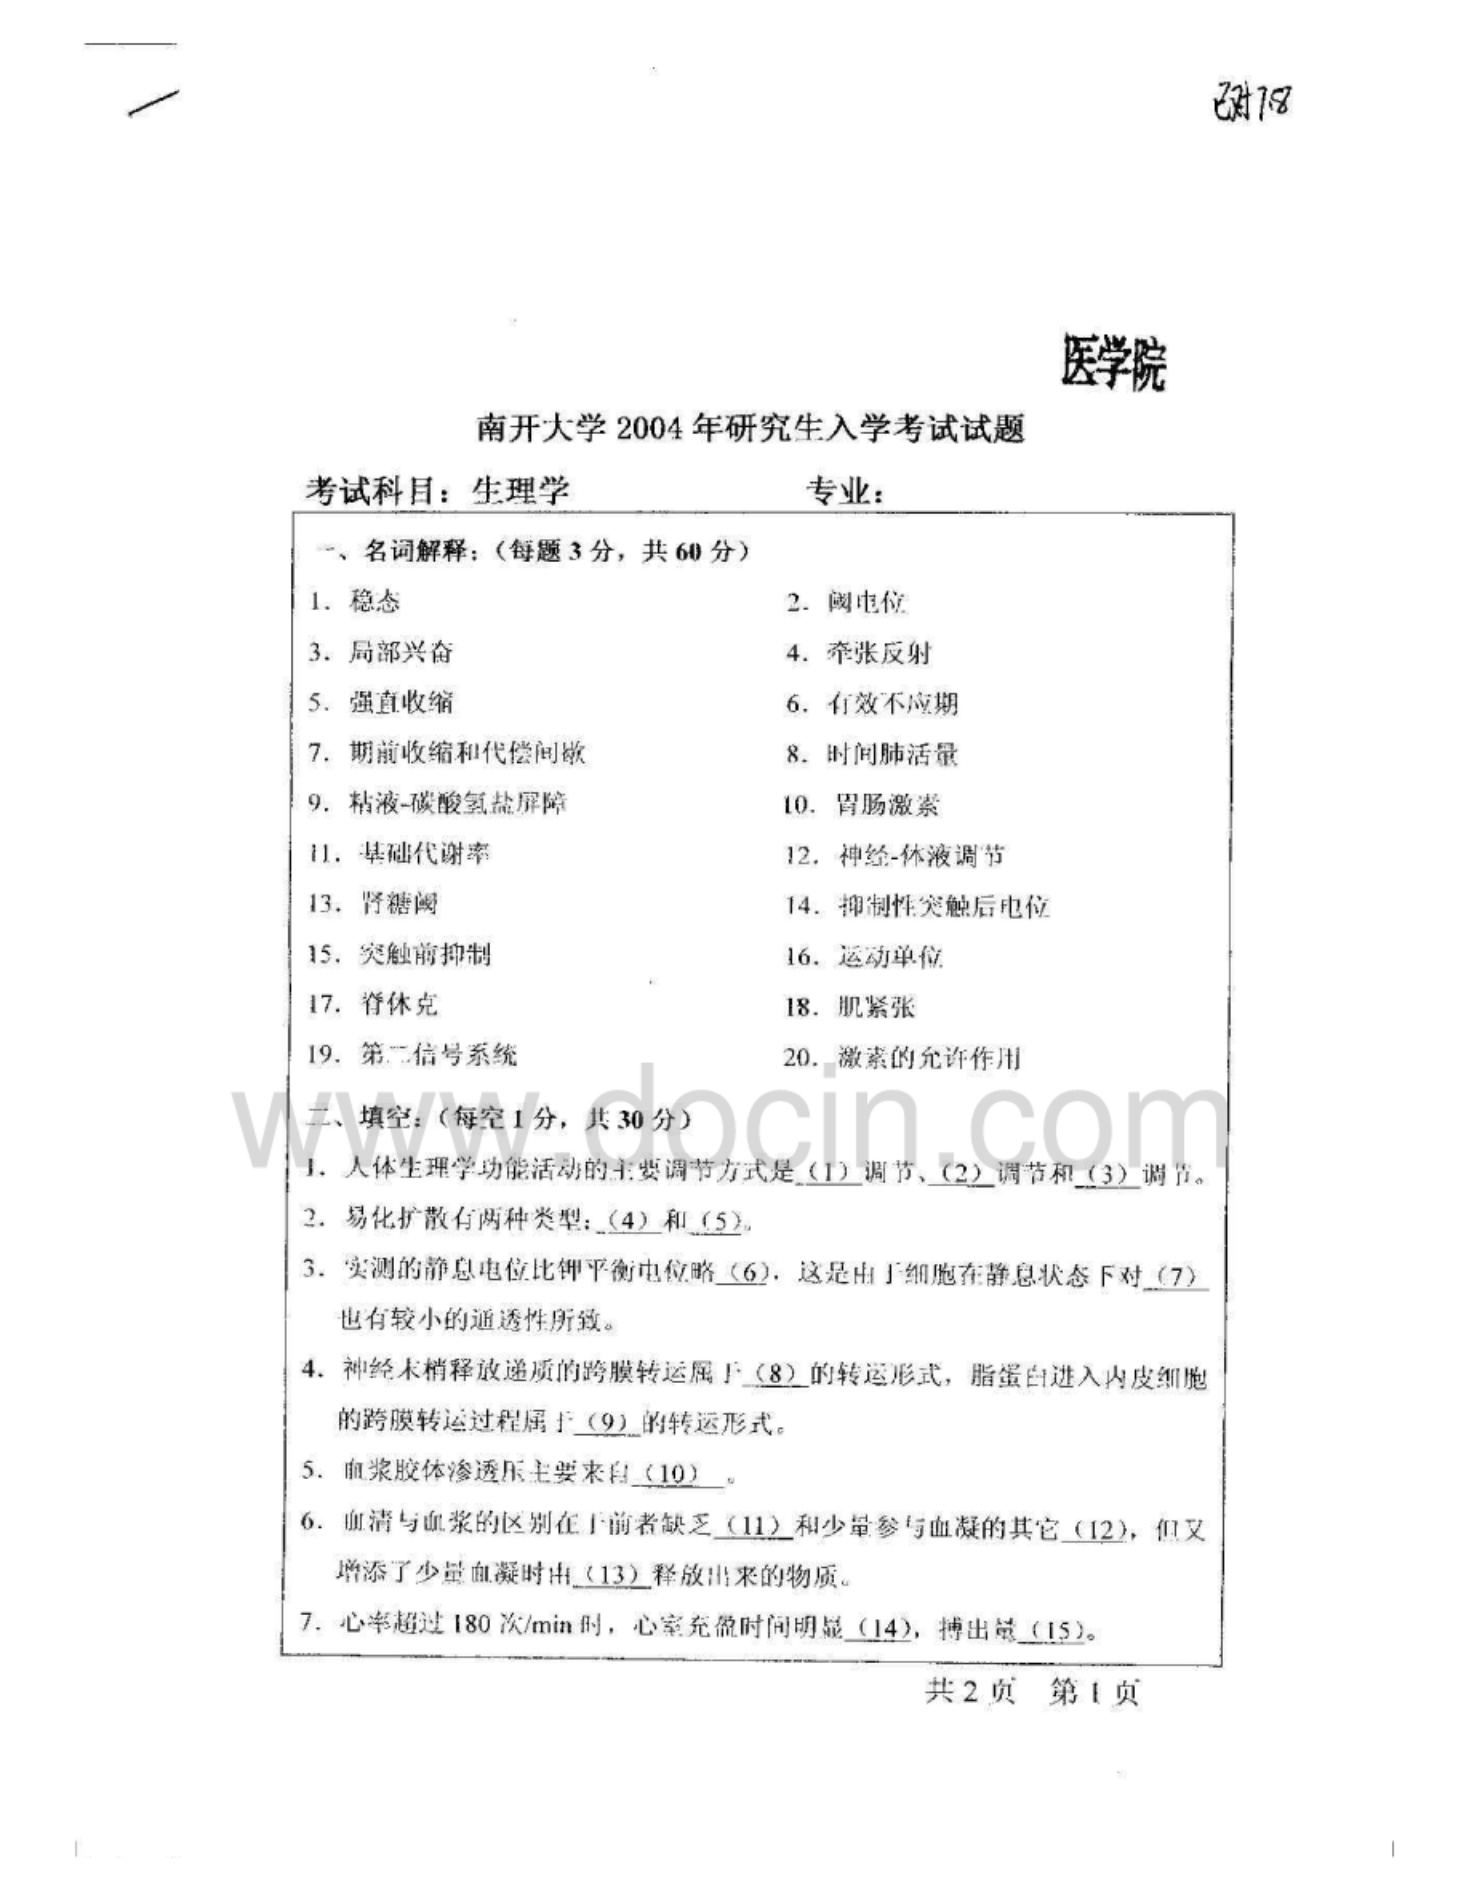 医学院
南开大学 2004 年研究生入学考试试题
考试科目：生理学 专业：
一、名词解释：（每题 3 分，共 60 分）
1. 稳态 2. 阈电位
3. 局部兴奋 4. 牵张反射
5. 强直收缩 6. 有效不应期
7. 期前收缩和代偿间歇 8. 时间肺活量
9. 粘液-碳酸氢盐屏障 10. 胃肠激素
11. 基础代谢率 12. 神经-体液调节
13. 肾糖阈 14. 抑制性突触后电位
15. 突触前抑制 16. 运动单位
17. 脊休克 18. 肌紧张
19. 第二信号系统 20. 激素的允许作用
www.docin.com
二、填空：（每空 1 分，共 30 分）
1. 人体生理学功能活动的主要调节方式是（1）调节、（2）调节和（3）调节。
2. 易化扩散有两种类型：（4）和（5）。
3. 实测的静息电位比钾平衡电位略（6），这是由于细胞在静息状态下对（7）
也有较小的通透性所致。
4. 神经末梢释放递质的跨膜转运属于（8）的转运形式，脂蛋白进入内皮细胞
的跨膜转运过程属于（9）的转运形式。
5. 血浆胶体渗透压主要来自（10） 。
6. 血清与血浆的区别在于前者缺乏（11）和少量参与血凝的其它（12），但又
增添了少量血凝时由（13）释放出来的物质。
7. 心率超过 180 次/min 时，心室充盈时间明显（14），搏出量（15）。
共 2 页 第 1 页